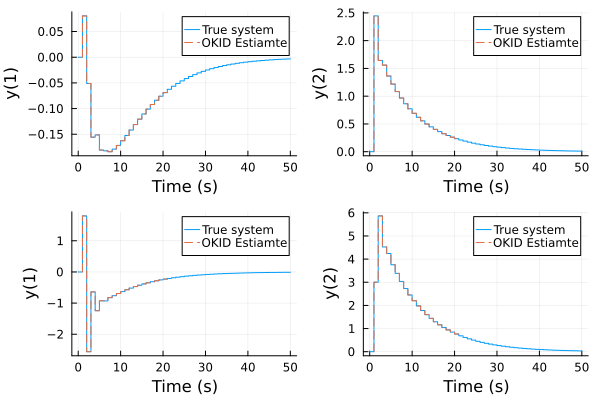 y(1)
0.05
0.00
−0.05
−0.10
−0.15
0 10 20 30 40 50
Time (s)
True system
OKID Estiamte
y(2)
2.5
2.0
1.5
1.0
0.5
0.0
0 10 20 30 40 50
Time (s)
True system
OKID Estiamte
y(1)
1
0
−1
−2
0 10 20 30 40 50
Time (s)
True system
OKID Estiamte
y(2)
6
5
4
3
2
1
0
0 10 20 30 40 50
Time (s)
True system
OKID Estiamte